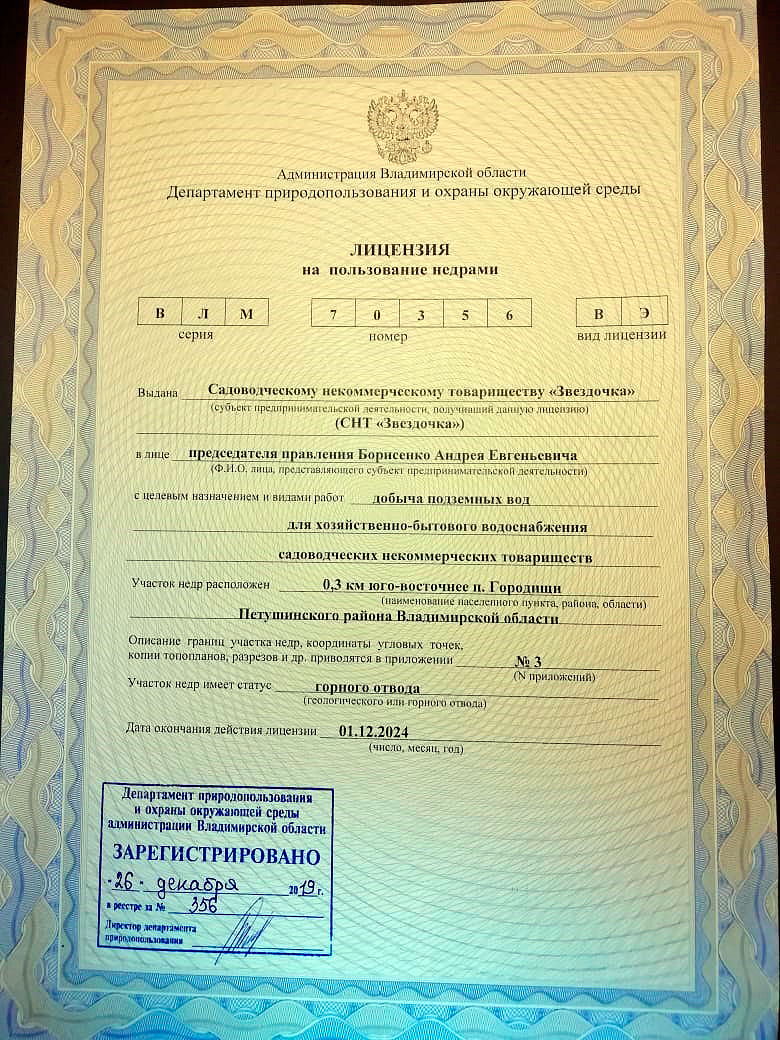 Администрация Владимирской области
Департамент природопользования и охраны окружающей среды
ЛИЦЕНЗИЯ
на пользование недрами
В Л М 7 0 3 5 6 В Э
серия номер вид лицензии
Выдана Садоводческому некоммерческому товариществу «Звездочка»
(субъект предпринимательской деятельности, получивший данную лицензию)
(СНТ «Звездочка»)
в лице председателя правления Борисенко Андрея Евгеньевича
(Ф.И.О. лица, представляющего субъект предпринимательской деятельности)
с целевым назначением и видами работ добыча подземных вод
для хозяйственно-бытового водоснабжения
садоводческих некоммерческих товариществ
Участок недр расположен 0,3 км юго-восточнее п. Городищи
(наименование населенного пункта, района, области)
Петушинского района Владимирской области
Описание границ участка недр, координаты угловых точек,
копии топопланов, разрезов и др. приводятся в приложении № 3
(N приложений)
Участок недр имеет статус горного отвода
(геологического или горного отвода)
Дата окончания действия лицензии 01.12.2024
(число, месяц, год)
Департамент природопользования
и охраны окружающей среды
администрации Владимирской области
ЗАРЕГИСТРИРОВАНО
"26" декабря 2019 г.
в реестре за № 356
Директор департамента
природопользования